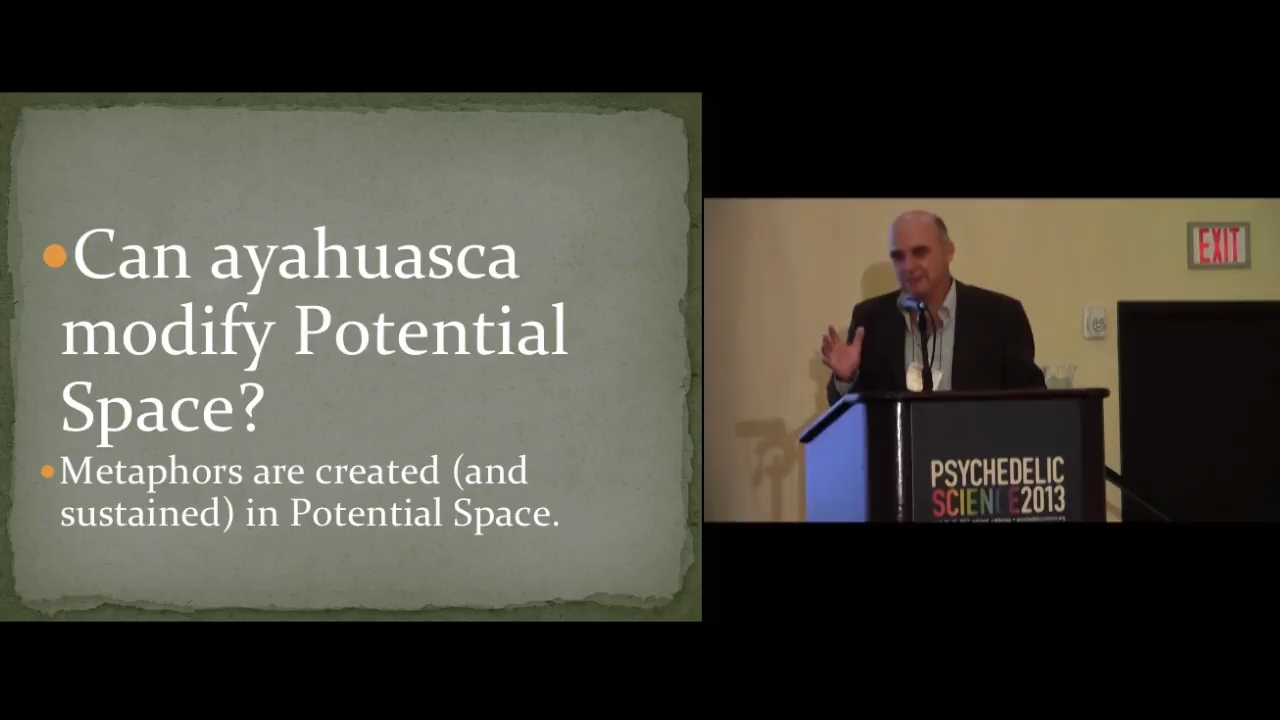 •Can ayahuasca
modify Potential
Space?
•Metaphors are created (and
sustained) in Potential Space.
EXIT
PSYCHEDELIC
SCIENCE2013